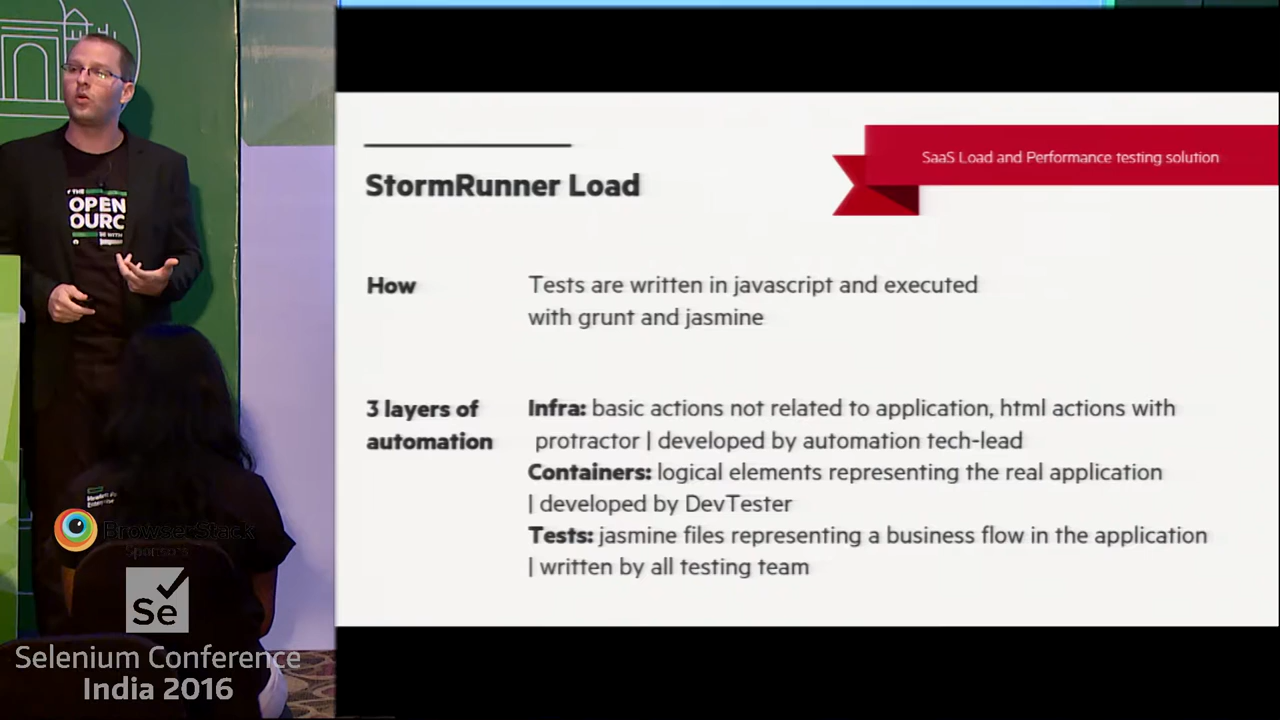 SaaS Load and Performance testing solution
StormRunner Load
How
Tests are written in javascript and executed
with grunt and jasmine
3 layers of
automation
Infra: basic actions not related to application, html actions with
protractor | developed by automation tech-lead
Containers: logical elements representing the real application
| developed by DevTester
Tests: jasmine files representing a business flow in the application
| written by all testing team
THE
OPEN
OURC
WITH
Enterprise
BrowserStack
Sponsors
Se
Selenium Conference
India 2016